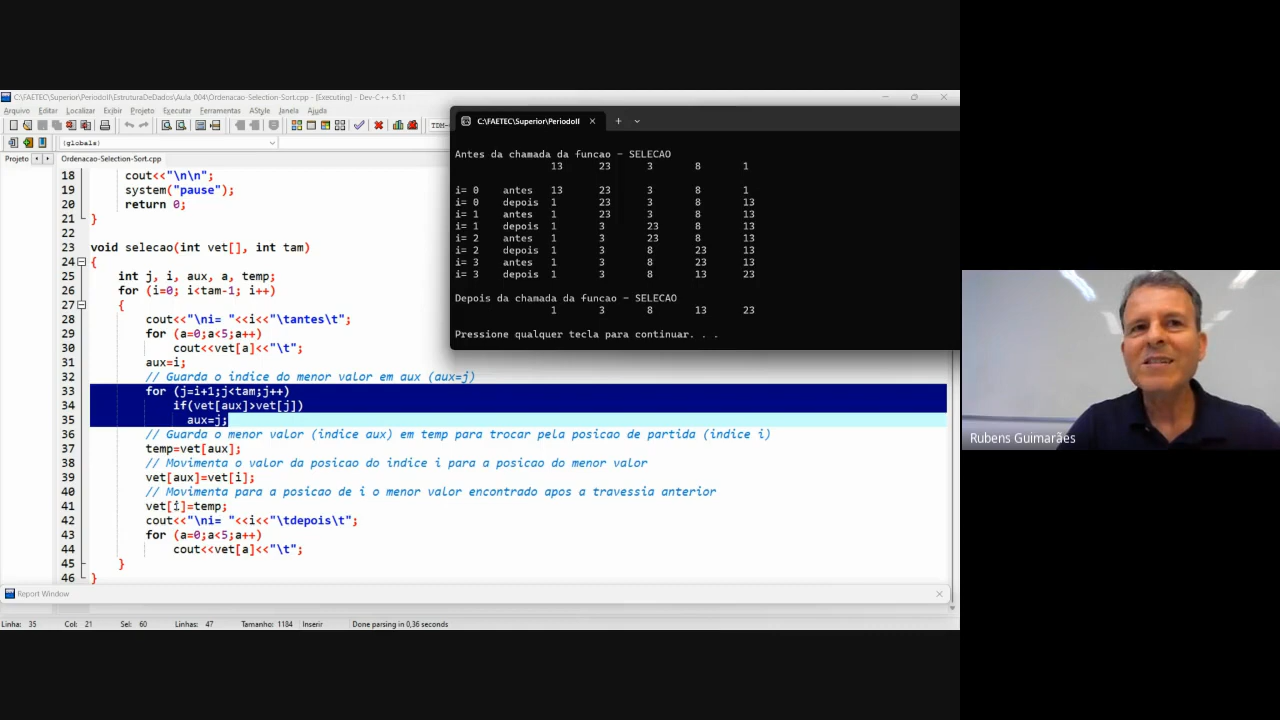 C:\FAETEC\Superior\PeriodoII\EstruturaDeDados\Aula_004\Ordenacao-Selection-Sort.cpp - [Executing] - Dev-C++ 5.11
Arquivo Editar Localizar Exibir Projeto Executar Ferramentas AStyle Janela Ajuda
TDM-
(globals)
Projeto
Ordenacao-Selection-Sort.cpp
18 cout<<"\n\n";
19 system("pause");
20 return 0;
21 }
22
23 void selecao(int vet[], int tam)
24 {
25 int j, i, aux, a, temp;
26 for (i=0; i<tam-1; i++)
27 {
28 cout<<"\ni= "<<i<<"\tantes\t";
29 for (a=0;a<5;a++)
30 cout<<vet[a]<<"\t";
31 aux=i;
32 // Guarda o indice do menor valor em aux (aux=j)
33 for (j=i+1;j<tam;j++)
34 if(vet[aux]>vet[j])
35 aux=j;
36 // Guarda o menor valor (indice aux) em temp para trocar pela posicao de partida (indice i)
37 temp=vet[aux];
38 // Movimenta o valor da posicao do indice i para a posicao do menor valor
39 vet[aux]=vet[i];
40 // Movimenta para a posicao de i o menor valor encontrado apos a travessia anterior
41 vet[i]=temp;
42 cout<<"\ni= "<<i<<"\tdepois\t";
43 for (a=0;a<5;a++)
44 cout<<vet[a]<<"\t";
45 }
46 }
Report Window
Linha: 35 Col: 21 Sel: 60 Linhas: 47 Tamanho: 1184 Inserir Done parsing in 0,36 seconds
C:\FAETEC\Superior\PeriodoII
Antes da chamada da funcao - SELECAO
13 23 3 8 1
i= 0 antes 13 23 3 8 1
i= 0 depois 1 23 3 8 13
i= 1 antes 1 23 3 8 13
i= 1 depois 1 3 23 8 13
i= 2 antes 1 3 23 8 13
i= 2 depois 1 3 8 23 13
i= 3 antes 1 3 8 23 13
i= 3 depois 1 3 8 13 23
Depois da chamada da funcao - SELECAO
1 3 8 13 23
Pressione qualquer tecla para continuar. . .
Rubens Guimarães